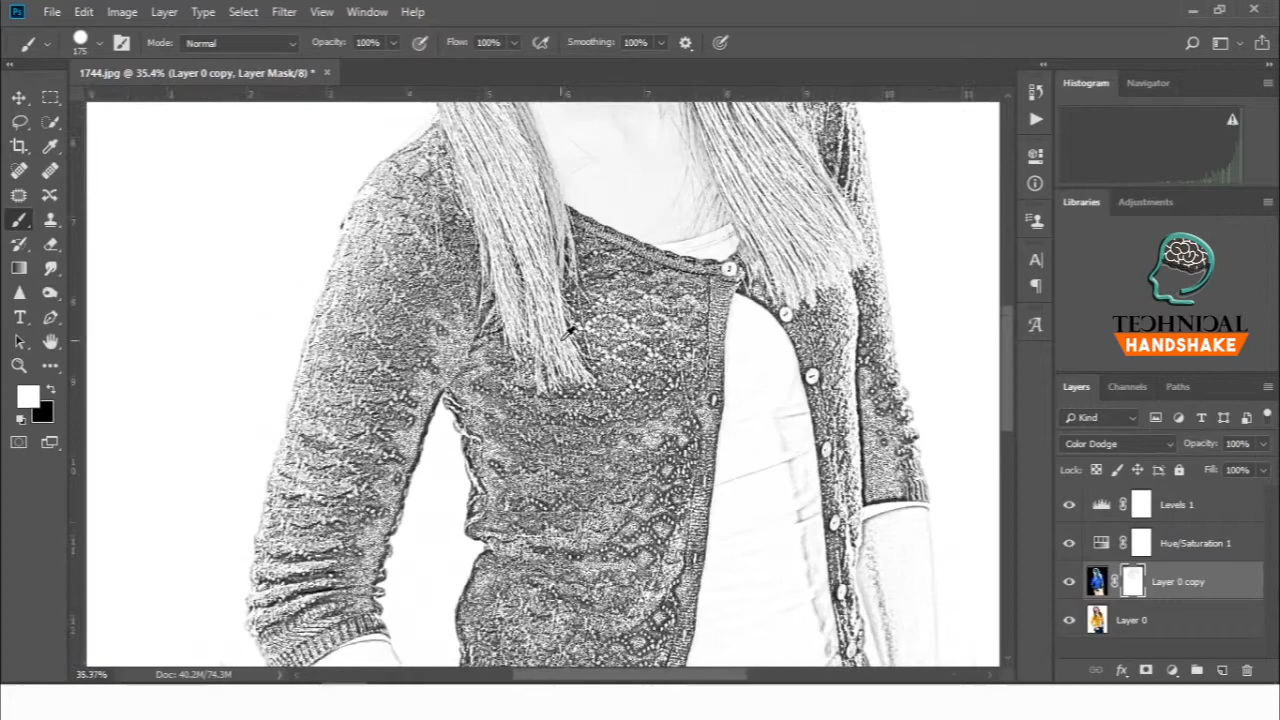 Ps File Edit Image Layer Type Select Filter View Window Help
175 Mode: Normal Opacity: 100% Flow: 100% Smoothing: 100%
1744.jpg @ 35.4% (Layer 0 copy, Layer Mask/8) * ×
Histogram Navigator
Libraries Adjustments
TECHNICAL
HANDSHAKE
Layers Channels Paths
Kind
Color Dodge Opacity: 100%
Lock: Fill: 100%
Levels 1
Hue/Saturation 1
Layer 0 copy
Layer 0
35.37% Doc: 40.2M/74.3M